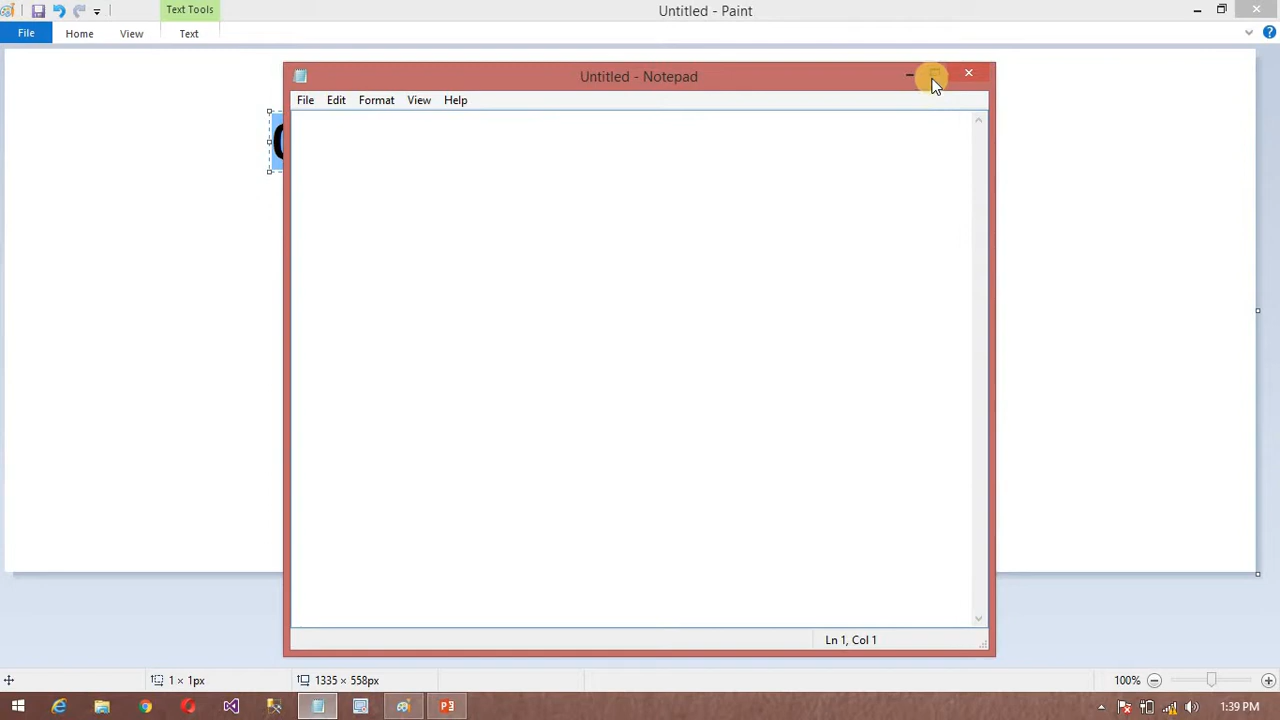 Text Tools
Untitled - Paint
File Home View Text
Untitled - Notepad
File Edit Format View Help
Ln 1, Col 1
1 × 1px
1335 × 558px
100%
1:39 PM